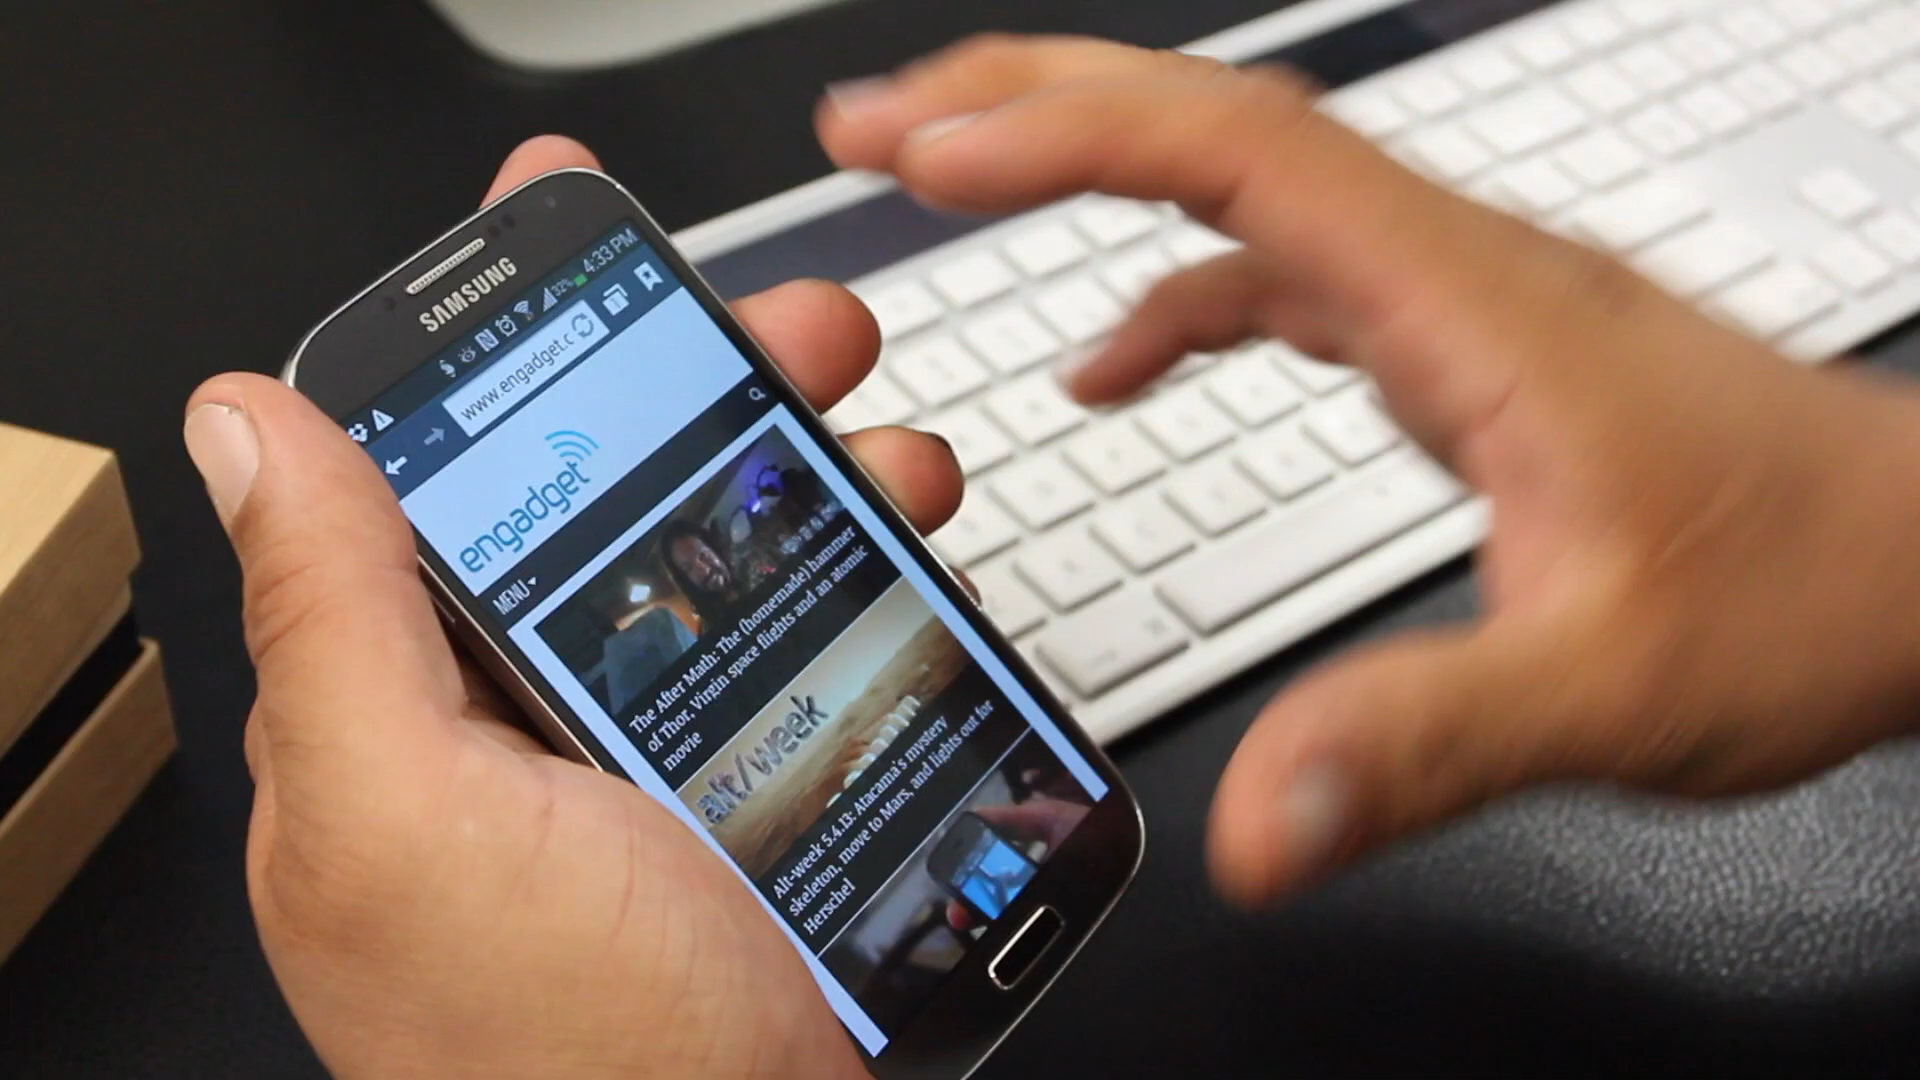 SAMSUNG
32% 4:33 PM
www.engadget.c
engadget
MENU
The After Math: The (homemade) hammer
of Thor, Virgin space flights and an atomic
movie
alt/week
Alt-week 5.4.13: Atacama's mystery
skeleton, move to Mars, and lights out for
Herschel